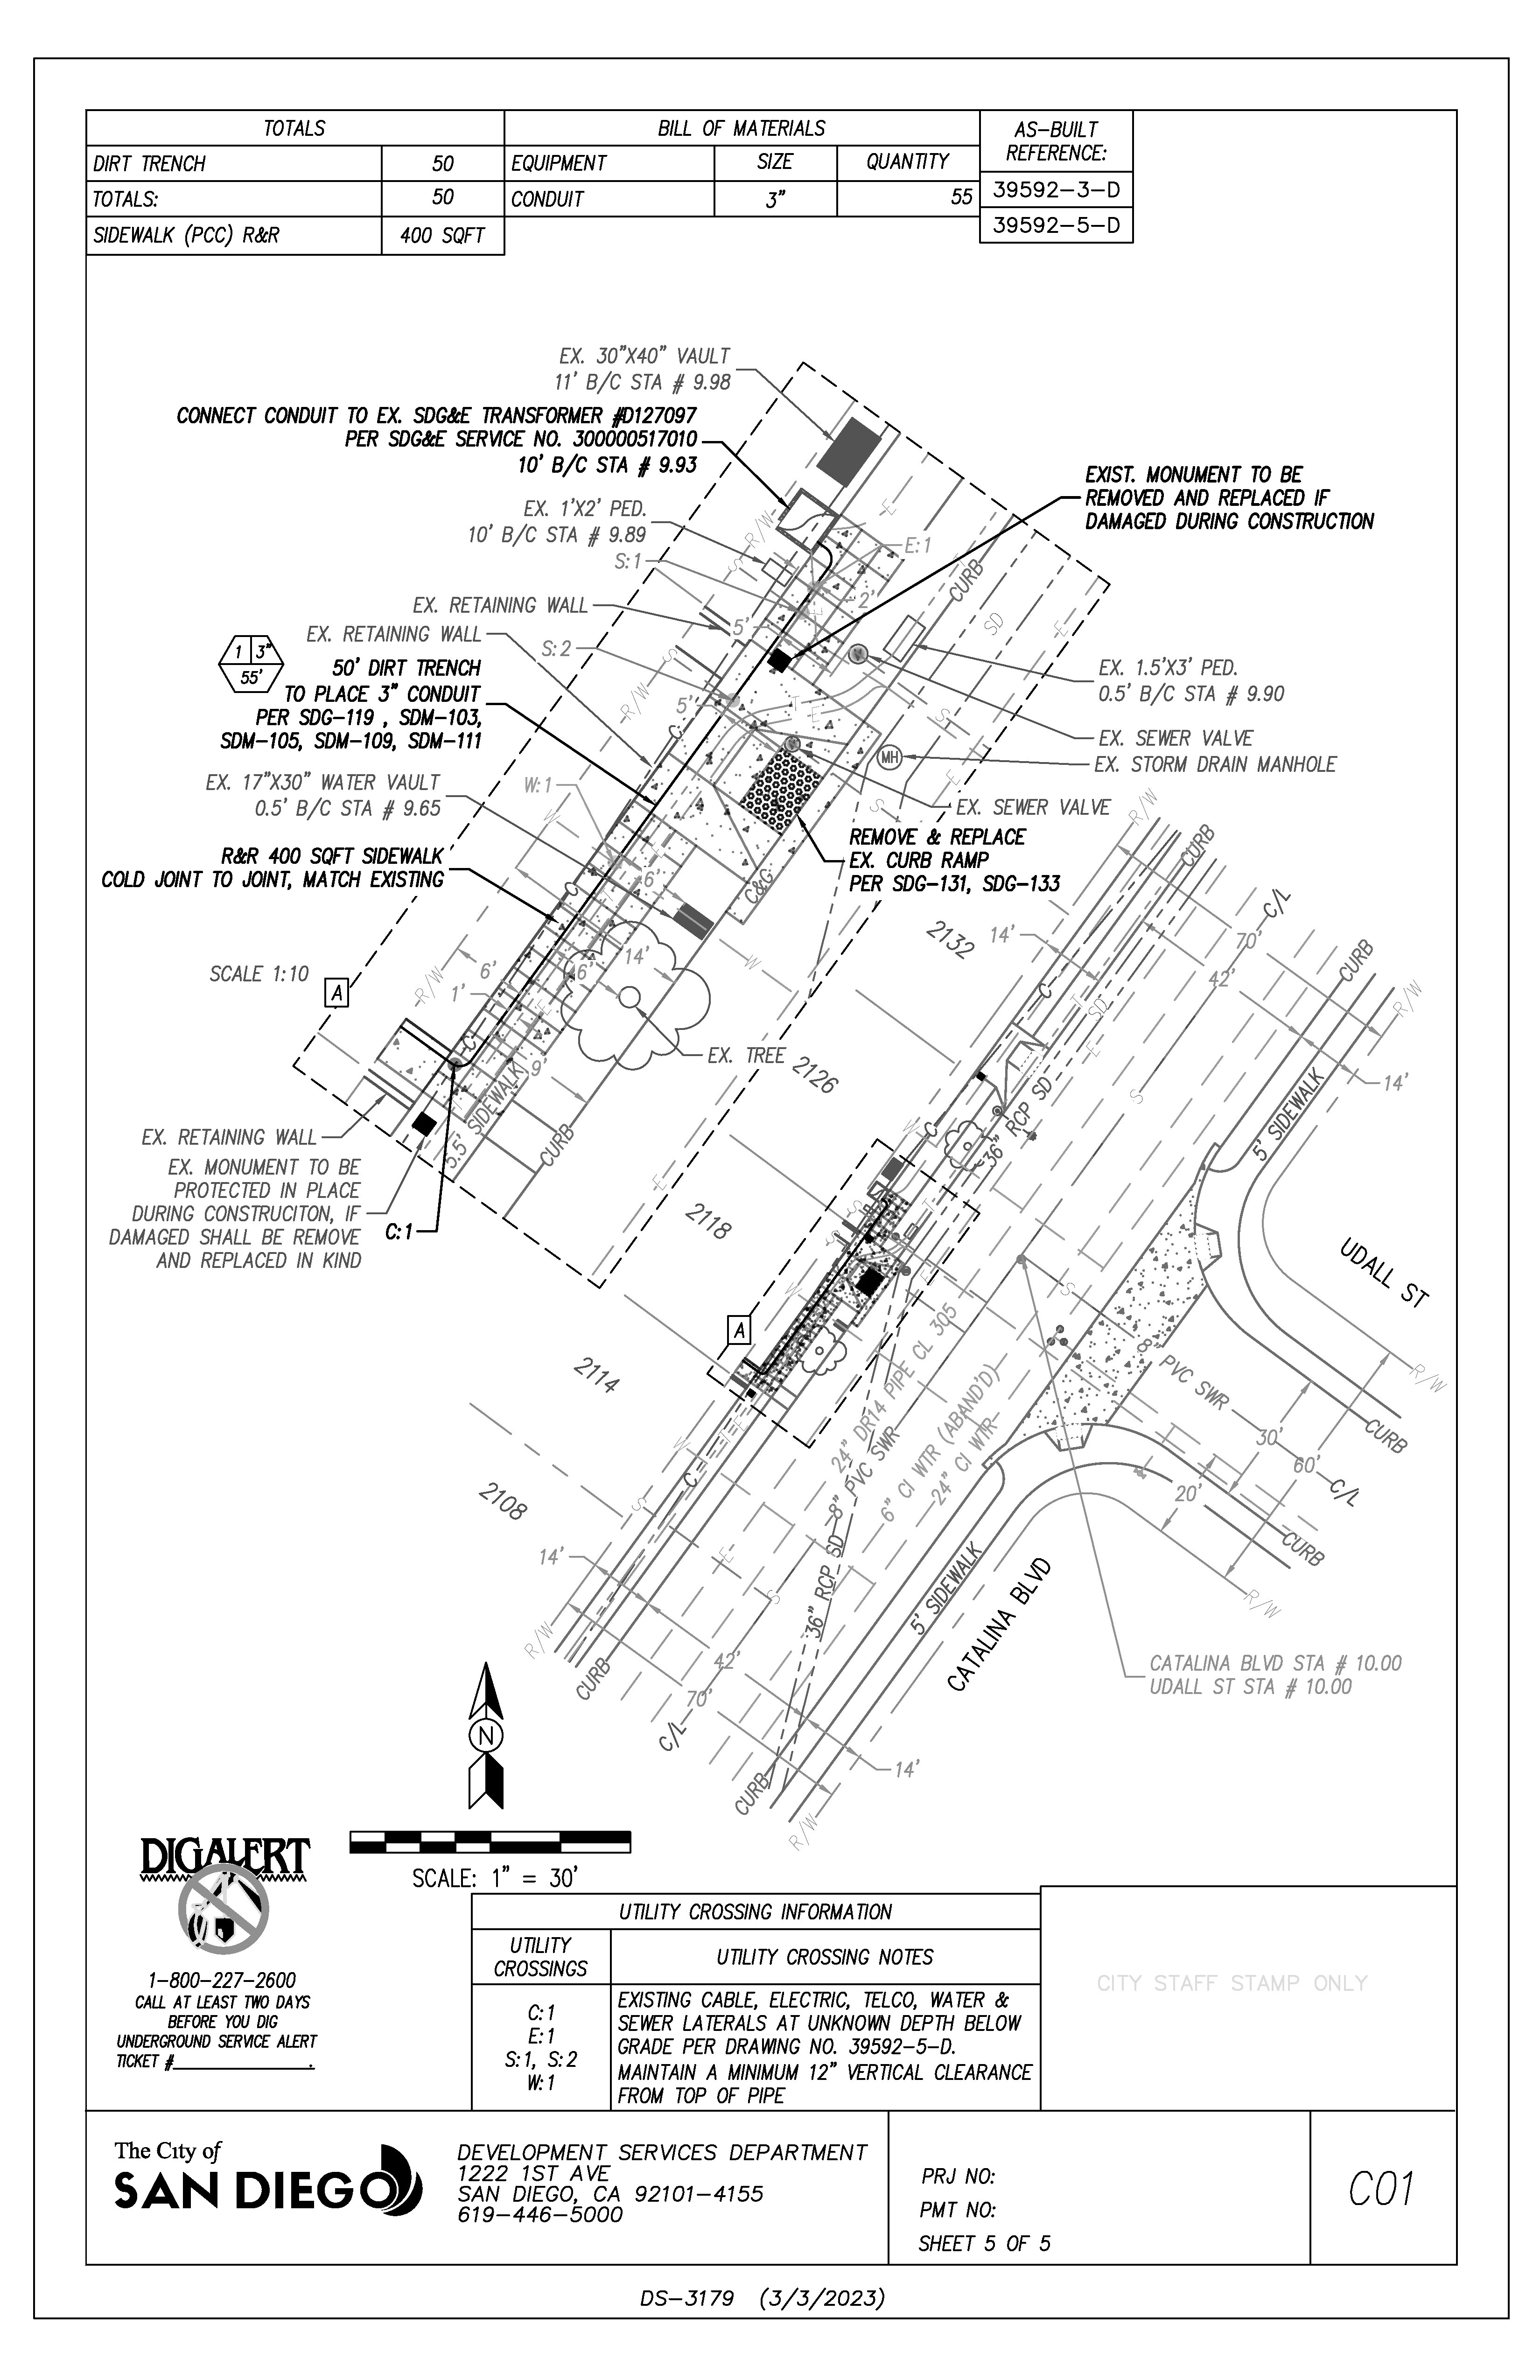 TOTALS
BILL OF MATERIALS
AS-BUILT
REFERENCE:
DIRT TRENCH 50
EQUIPMENT SIZE QUANTITY
39592-3-D
TOTALS: 50
CONDUIT 3" 55
39592-5-D
SIDEWALK (PCC) R&R 400 SQFT
EX. 30"X40" VAULT
11' B/C STA # 9.98
CONNECT CONDUIT TO EX. SDG&E TRANSFORMER #D127097
PER SDG&E SERVICE NO. 300000517010
10' B/C STA # 9.93
EX. 1'X2' PED.
10' B/C STA # 9.89
S:1
EX. RETAINING WALL
EX. RETAINING WALL
S:2
1 3"
55'
50' DIRT TRENCH
TO PLACE 3" CONDUIT
PER SDG-119 , SDM-103,
SDM-105, SDM-109, SDM-111
EX. 17"X30" WATER VAULT
0.5' B/C STA # 9.65
W:1
R&R 400 SQFT SIDEWALK
COLD JOINT TO JOINT, MATCH EXISTING
SCALE 1:10
A
EXIST. MONUMENT TO BE
REMOVED AND REPLACED IF
DAMAGED DURING CONSTRUCTION
E:1
2'
5'
5'
6'
14'
6'
1'
46'
9'
R/W
R/W
R/W
E
S
S
CURB
SD
E
T
E
C
S
E
S
W
C
W
C
E
C&G
MH
EX. 1.5'X3' PED.
0.5' B/C STA # 9.90
EX. SEWER VALVE
EX. STORM DRAIN MANHOLE
EX. SEWER VALVE
REMOVE & REPLACE
EX. CURB RAMP
PER SDG-131, SDG-133
EX. TREE
5.5' SIDEWALK
CURB
E
EX. RETAINING WALL
EX. MONUMENT TO BE
PROTECTED IN PLACE
DURING CONSTRUCITON, IF
DAMAGED SHALL BE REMOVE
AND REPLACED IN KIND
C:1
2132
2126
2118
2114
2108
R/W
CURB
C/L
CURB
R/W
14'
70'
42'
14'
C
T
SD
E
S
36" RCP SD
5' SIDEWALK
UDALL ST
C
W
S
T
E
S
W
A
8" PVC SWR
R/W
CURB
30'
60'
C/L
20'
CURB
R/W
24" DR14 PIPE CL 305
8" PVC SWR
6" CI WTR (ABAND'D)
24" CI WTR
36" RCP SD
5' SIDEWALK
CATALINA BLVD
W
T
E
C
S
E
S
14'
R/W
CURB
42'
70'
C/L
14'
CURB
R/W
CATALINA BLVD STA # 10.00
UDALL ST STA # 10.00
N
SCALE: 1" = 30'
DIGALERT
1-800-227-2600
CALL AT LEAST TWO DAYS
BEFORE YOU DIG
UNDERGROUND SERVICE ALERT
TICKET #______________.
UTILITY CROSSING INFORMATION
UTILITY
CROSSINGS
UTILITY CROSSING NOTES
C:1
E:1
S:1, S:2
W:1
EXISTING CABLE, ELECTRIC, TELCO, WATER &
SEWER LATERALS AT UNKNOWN DEPTH BELOW
GRADE PER DRAWING NO. 39592-5-D.
MAINTAIN A MINIMUM 12" VERTICAL CLEARANCE
FROM TOP OF PIPE
CITY STAFF STAMP ONLY
The City of
SAN DIEGO
DEVELOPMENT SERVICES DEPARTMENT
1222 1ST AVE
SAN DIEGO, CA 92101-4155
619-446-5000
PRJ NO:
PMT NO:
SHEET 5 OF 5
C01
DS-3179 (3/3/2023)